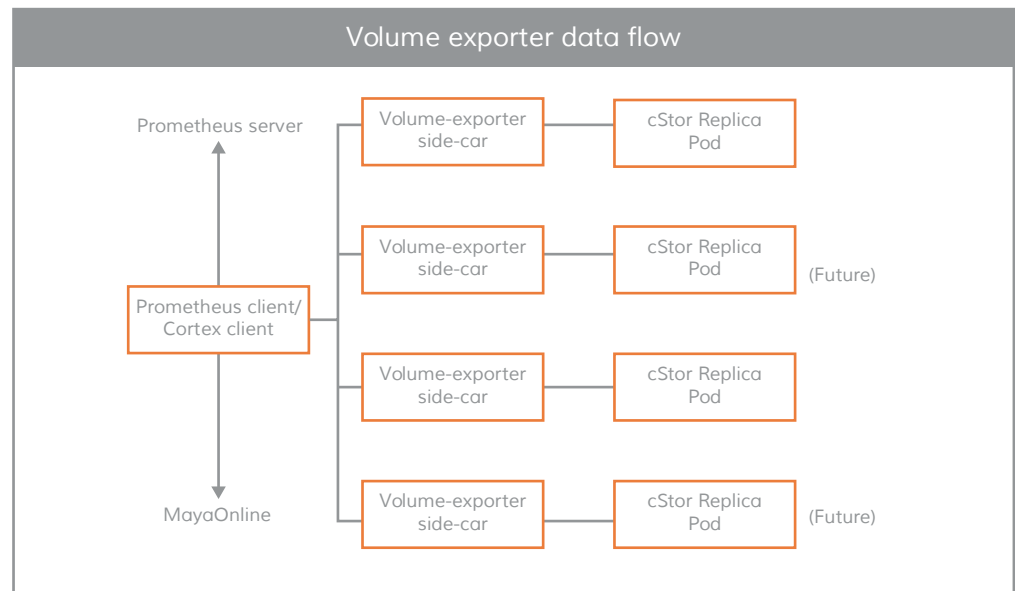 Volume exporter data flow
Prometheus server
Volume-exporter
side-car
cStor Replica
Pod
Volume-exporter
side-car
cStor Replica
Pod
(Future)
Prometheus client/
Cortex client
Volume-exporter
side-car
cStor Replica
Pod
MayaOnline
Volume-exporter
side-car
cStor Replica
Pod
(Future)